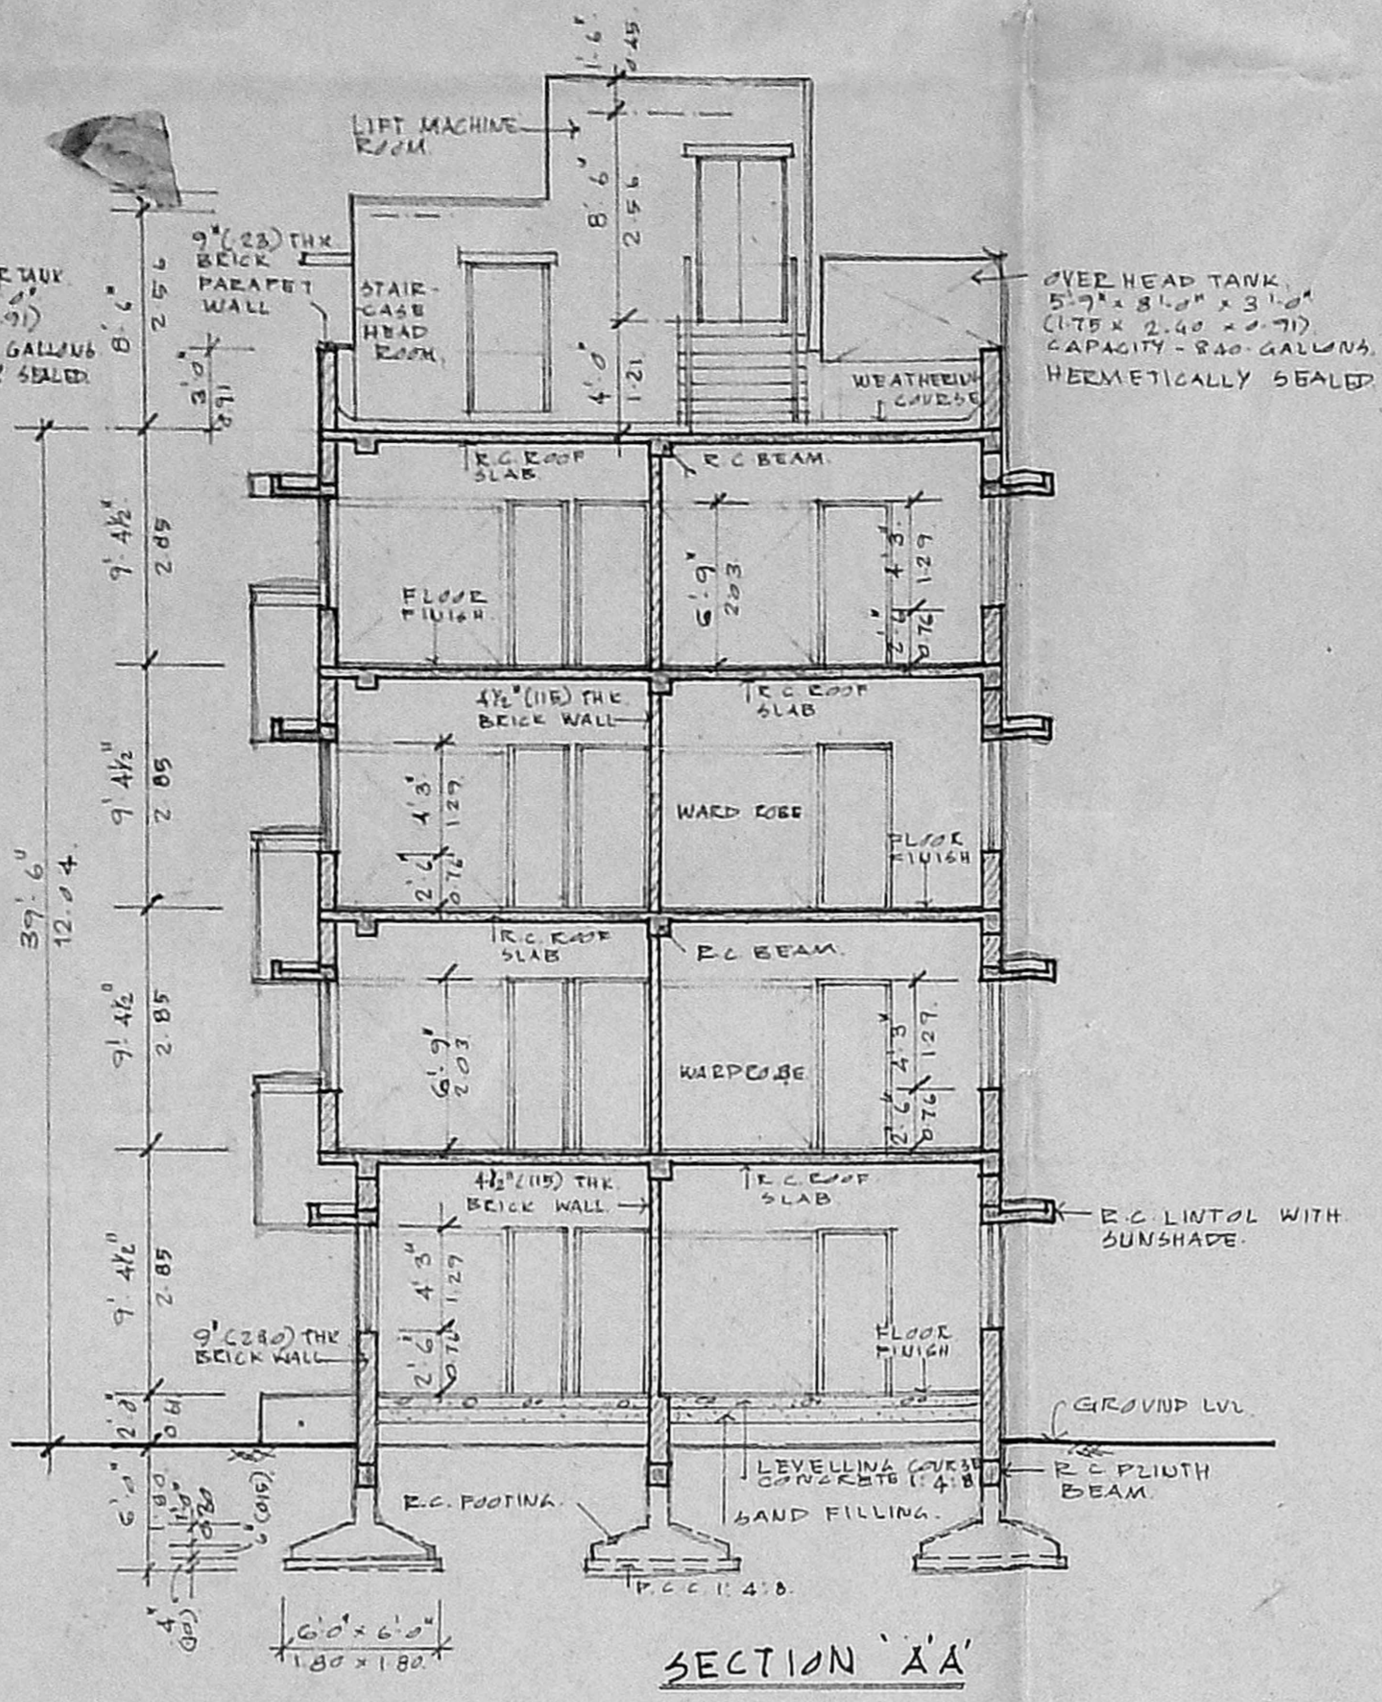 1'-6"
0.45
LIFT MACHINE
ROOM.
8'-6"
2.56
8'-6"
2.56
9"(.23) THK
BRICK
PARAPET
WALL
STAIR-
CASE
HEAD
ROOM.
3'-0"
4'-0"
1.21
GALLONS
SEALED.
OVER HEAD TANK.
5'-9" x 8'-0" x 3'-0"
(1.75 x 2.40 x 0.91)
CAPACITY - 840 GALLONS.
HERMETICALLY SEALED.
WEATHERING
COURSE
R.C. ROOF
SLAB
R.C BEAM.
9'-4½"
2.85
FLOOR
FINISH.
6'-9"
2.03
4'-3"
1.29
2'-6"
0.76
4½"(115) THK.
BRICK WALL
R.C. ROOF
SLAB
9'-4½"
2.85
4'-3"
1.29
2'-6"
0.76
WARD ROBE
FLOOR
FINISH
39'-6"
12.04
R.C. ROOF
SLAB
R.C BEAM.
9'-4½"
2.85
6'-9"
2.03
WARDROBE
4'-3"
1.29
2'-6"
0.76
4½"(115) THK.
BRICK WALL.
R.C. ROOF
SLAB
R.C. LINTOL WITH
SUNSHADE.
9'-4½"
2.85
4'-3"
1.29
2'-6"
0.76
9"(230) THK
BRICK WALL
FLOOR
FINISH
2'-0"
0.61
GROUND LVL
LEVELLING COURSE
CONCRETE 1:4:8
R.C PLINTH
BEAM.
R.C. FOOTING.
SAND FILLING.
6'-0"
1.80
1'-0"
6"(015)
4"
P.C.C. 1:4:8.
6'-0" x 6'-0"
1.80 x 1.80.
SECTION 'A'A'